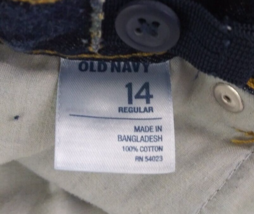 OLD NAVY
14
REGULAR
MADE IN
BANGLADESH
100% COTTON
RN 54023